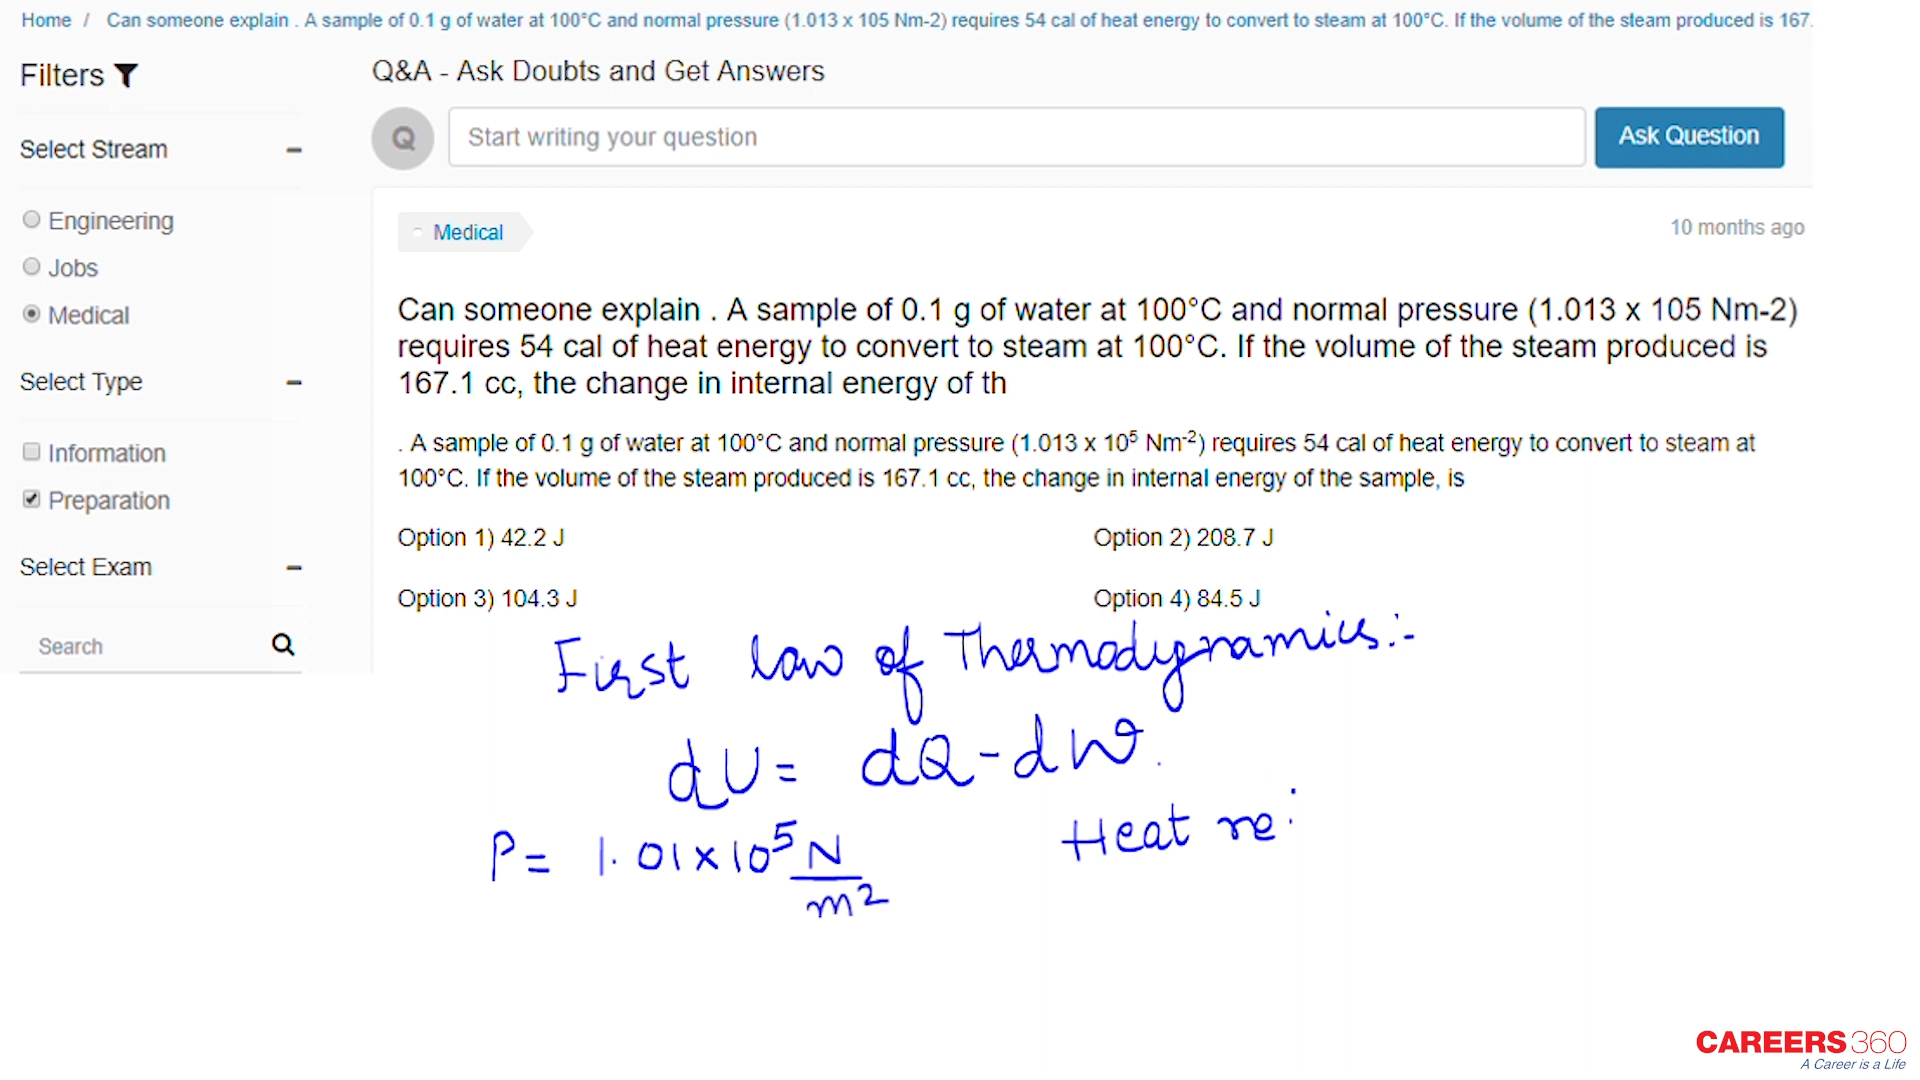 Home / Can someone explain . A sample of 0.1 g of water at 100°C and normal pressure (1.013 x 105 Nm-2) requires 54 cal of heat energy to convert to steam at 100°C. If the volume of the steam produced is 167.
Filters
Q&A - Ask Doubts and Get Answers
Q
Start writing your question
Ask Question
Select Stream
Engineering
Jobs
Medical
Select Type
Information
Preparation
Select Exam
Search
Medical
10 months ago
Can someone explain . A sample of 0.1 g of water at 100°C and normal pressure (1.013 x 105 Nm-2)
requires 54 cal of heat energy to convert to steam at 100°C. If the volume of the steam produced is
167.1 cc, the change in internal energy of th
. A sample of 0.1 g of water at 100°C and normal pressure (1.013 x 10⁵ Nm⁻²) requires 54 cal of heat energy to convert to steam at
100°C. If the volume of the steam produced is 167.1 cc, the change in internal energy of the sample, is
Option 1) 42.2 J
Option 2) 208.7 J
Option 3) 104.3 J
Option 4) 84.5 J
First law of Thermodynamics:-
dU = dQ - dW.
P = 1.01×10⁵ N/m²
Heat re
CAREERS360
A Career is a Life